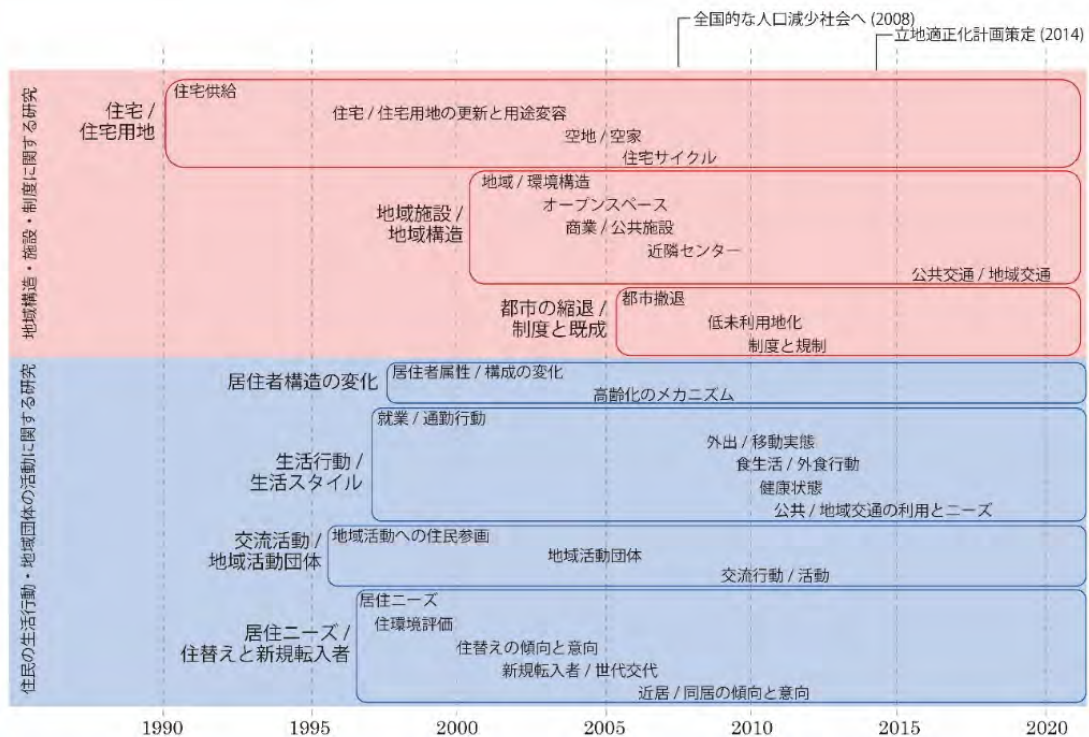 全国的な人口減少社会へ (2008)
立地適正化計画策定 (2014)
地域構造・施設・制度に関する研究
住宅 /
住宅用地
住宅供給
住宅 / 住宅用地の更新と用途変容
空地 / 空家
住宅サイクル
地域施設 /
地域構造
地域 / 環境構造
オープンスペース
商業 / 公共施設
近隣センター
公共交通 / 地域交通
都市の縮退 /
制度と既成
都市撤退
低未利用地化
制度と規制
住民の生活行動・地域団体の活動に関する研究
居住者構造の変化
居住者属性 / 構成の変化
高齢化のメカニズム
生活行動 /
生活スタイル
就業 / 通勤行動
外出 / 移動実態
食生活 / 外食行動
健康状態
公共 / 地域交通の利用とニーズ
交流活動 /
地域活動団体
地域活動への住民参画
地域活動団体
交流行動 / 活動
居住ニーズ /
住替えと新規転入者
居住ニーズ
住環境評価
住替えの傾向と意向
新規転入者 / 世代交代
近居 / 同居の傾向と意向
1990 1995 2000 2005 2010 2015 2020